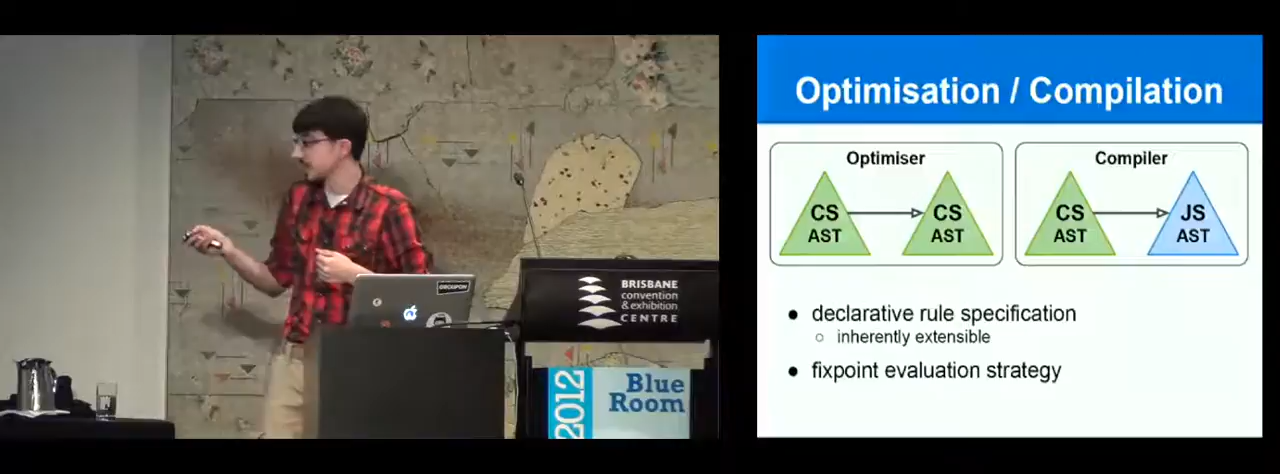 GROUPON
BRISBANE
convention
& exhibition
CENTRE
2012
Blue
Room
Optimisation / Compilation
Optimiser
CS
AST
CS
AST
Compiler
CS
AST
JS
AST
● declarative rule specification
○ inherently extensible
● fixpoint evaluation strategy